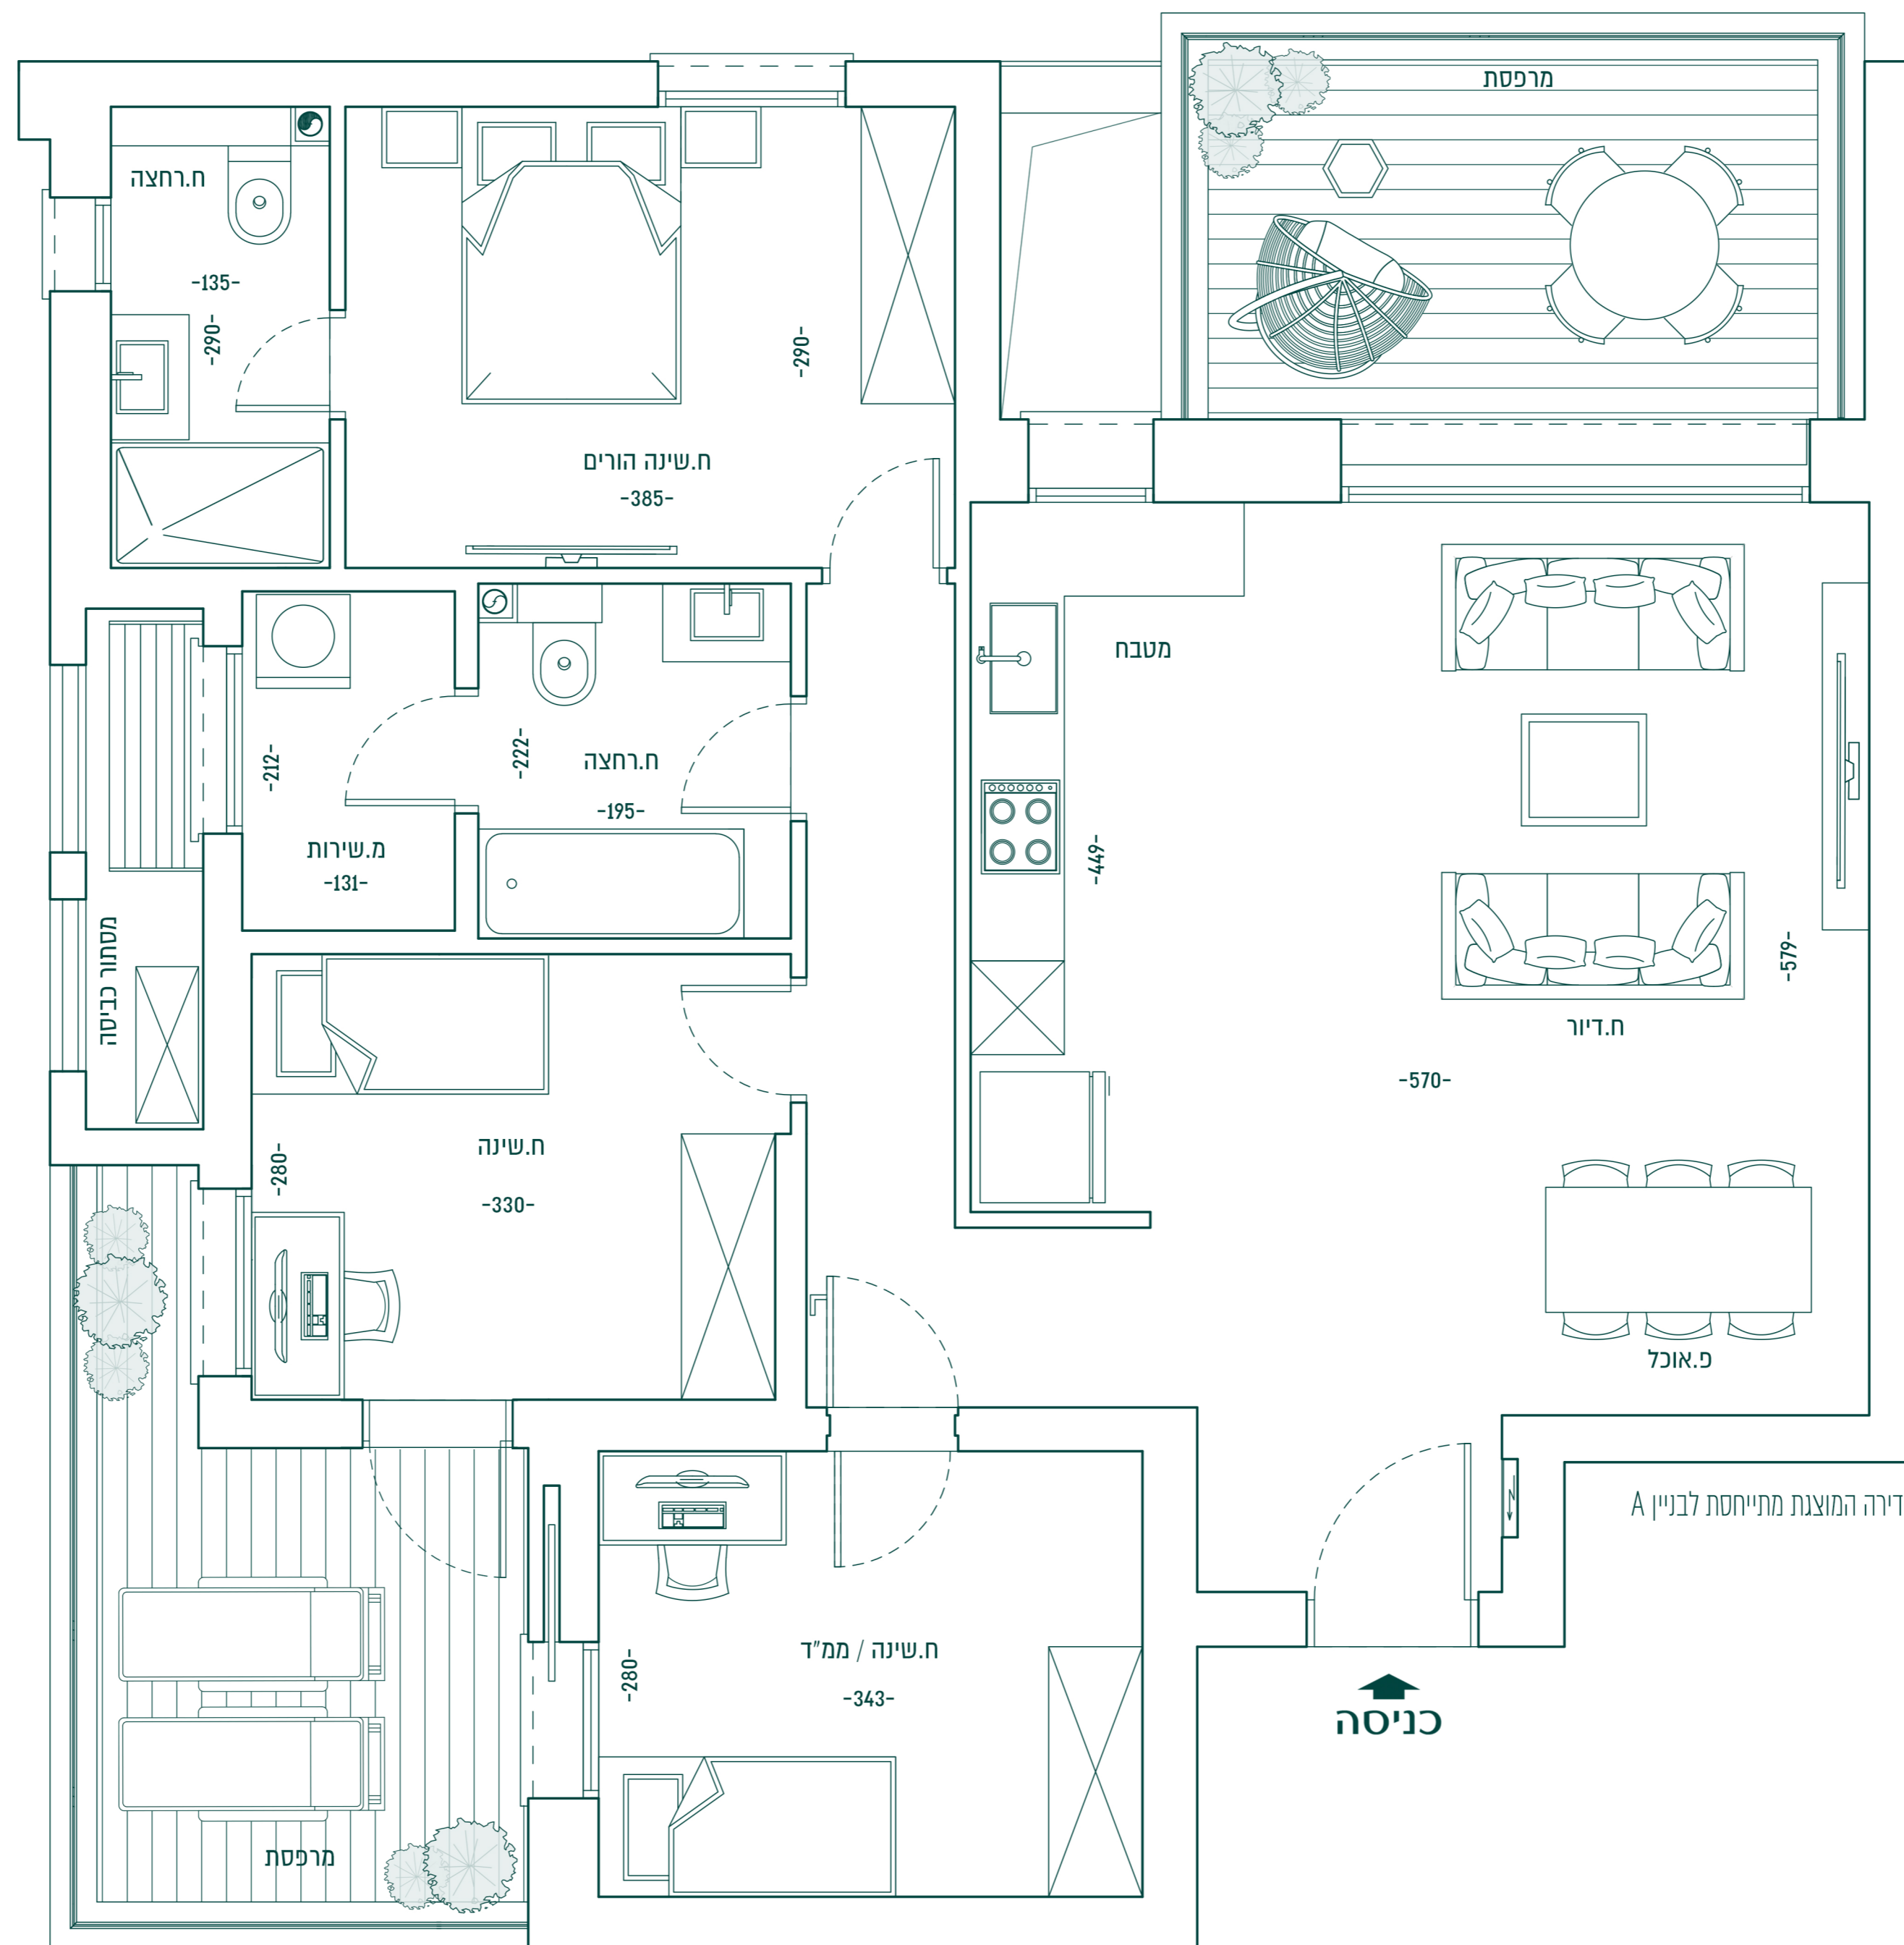 מרפסת
ח.רחצה
-135-
-290-
ח.שינה הורים
-385-
-290-
מטבח
-449-
ח.רחצה
-195-
-222-
מ.שירות
-131-
-212-
מסתור כביסה
ח.דיור
-570-
-579-
פ.אוכל
ח.שינה
-330-
-280-
דירה המוצגת מתייחסת לבניין A
ח.שינה / ממ"ד
-343-
-280-
כניסה
מרפסת